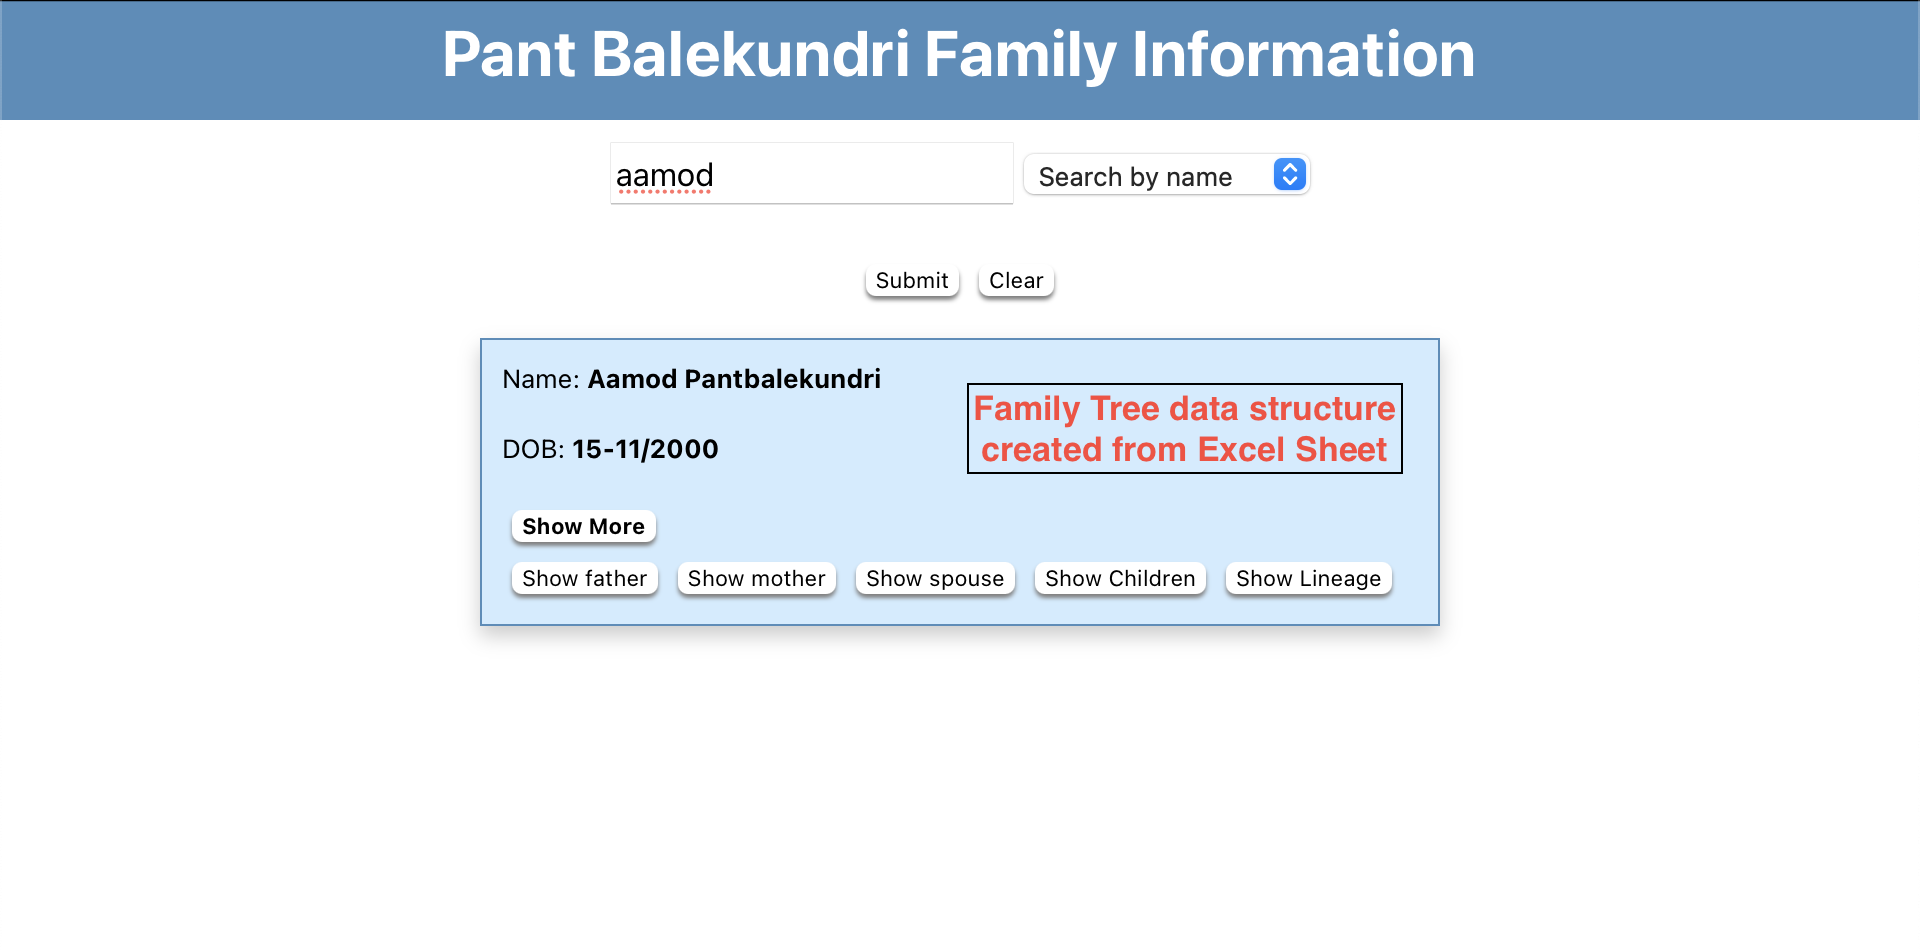 Pant Balekundri Family Information
aamod
Search by name
Submit Clear
Name: Aamod Pantbalekundri
Family Tree data structure
created from Excel Sheet
DOB: 15-11/2000
Show More
Show father Show mother Show spouse Show Children Show Lineage